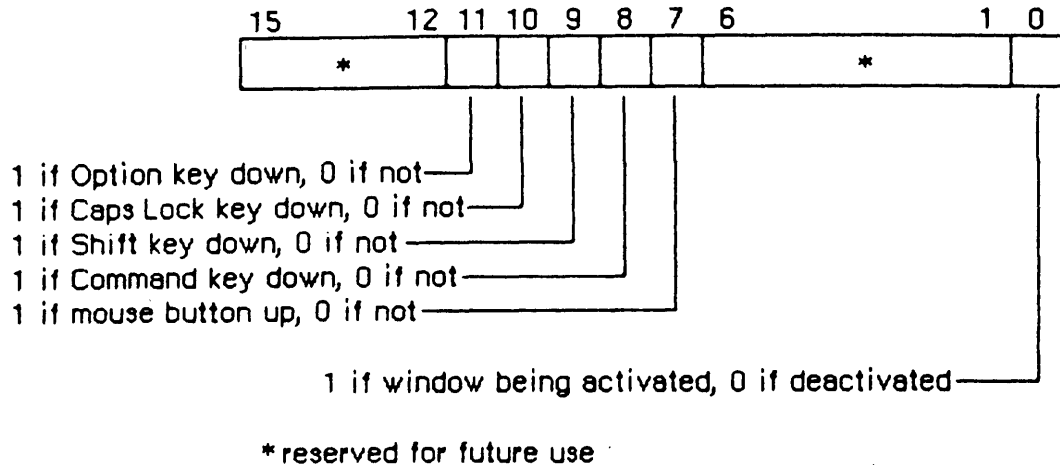 15 12 11 10 9 8 7 6 1 0
* *
1 if Option key down, 0 if not
1 if Caps Lock key down, 0 if not
1 if Shift key down, 0 if not
1 if Command key down, 0 if not
1 if mouse button up, 0 if not
1 if window being activated, 0 if deactivated
* reserved for future use